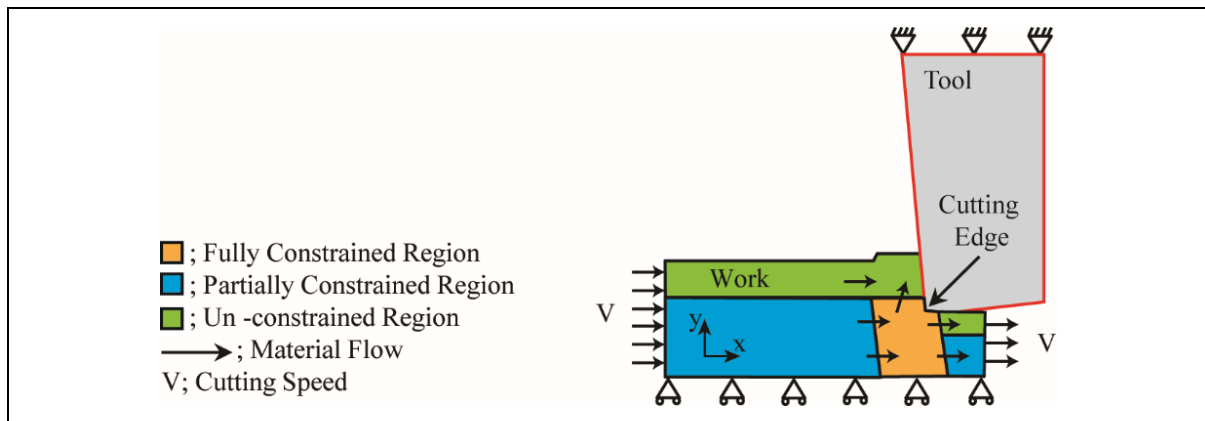 Tool
Cutting
Edge
; Fully Constrained Region
; Partially Constrained Region
; Un -constrained Region
; Material Flow
V; Cutting Speed
Work
V
y
x
V